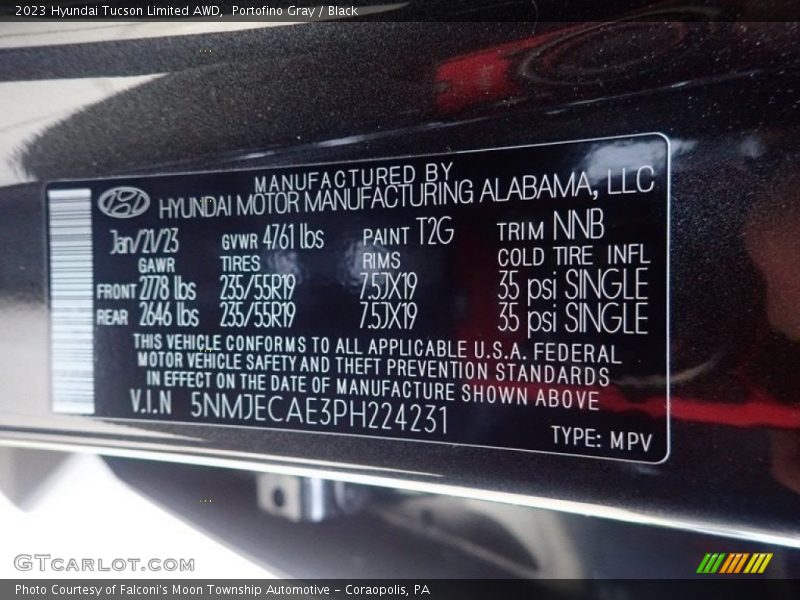 2023 Hyundai Tucson Limited AWD, Portofino Gray / Black
MANUFACTURED BY
HYUNDAI MOTOR MANUFACTURING ALABAMA, LLC
Jan/21/23 GVWR 4761 lbs PAINT T2G TRIM NNB
GAWR TIRES RIMS COLD TIRE INFL
FRONT 2778 lbs 235/55R19 7.5JX19 35 psi SINGLE
REAR 2646 lbs 235/55R19 7.5JX19 35 psi SINGLE
THIS VEHICLE CONFORMS TO ALL APPLICABLE U.S.A. FEDERAL
MOTOR VEHICLE SAFETY AND THEFT PREVENTION STANDARDS
IN EFFECT ON THE DATE OF MANUFACTURE SHOWN ABOVE
V.I.N 5NMJECAE3PH224231
TYPE: MPV
GTcarlot.com
Photo Courtesy of Falconi's Moon Township Automotive - Coraopolis, PA